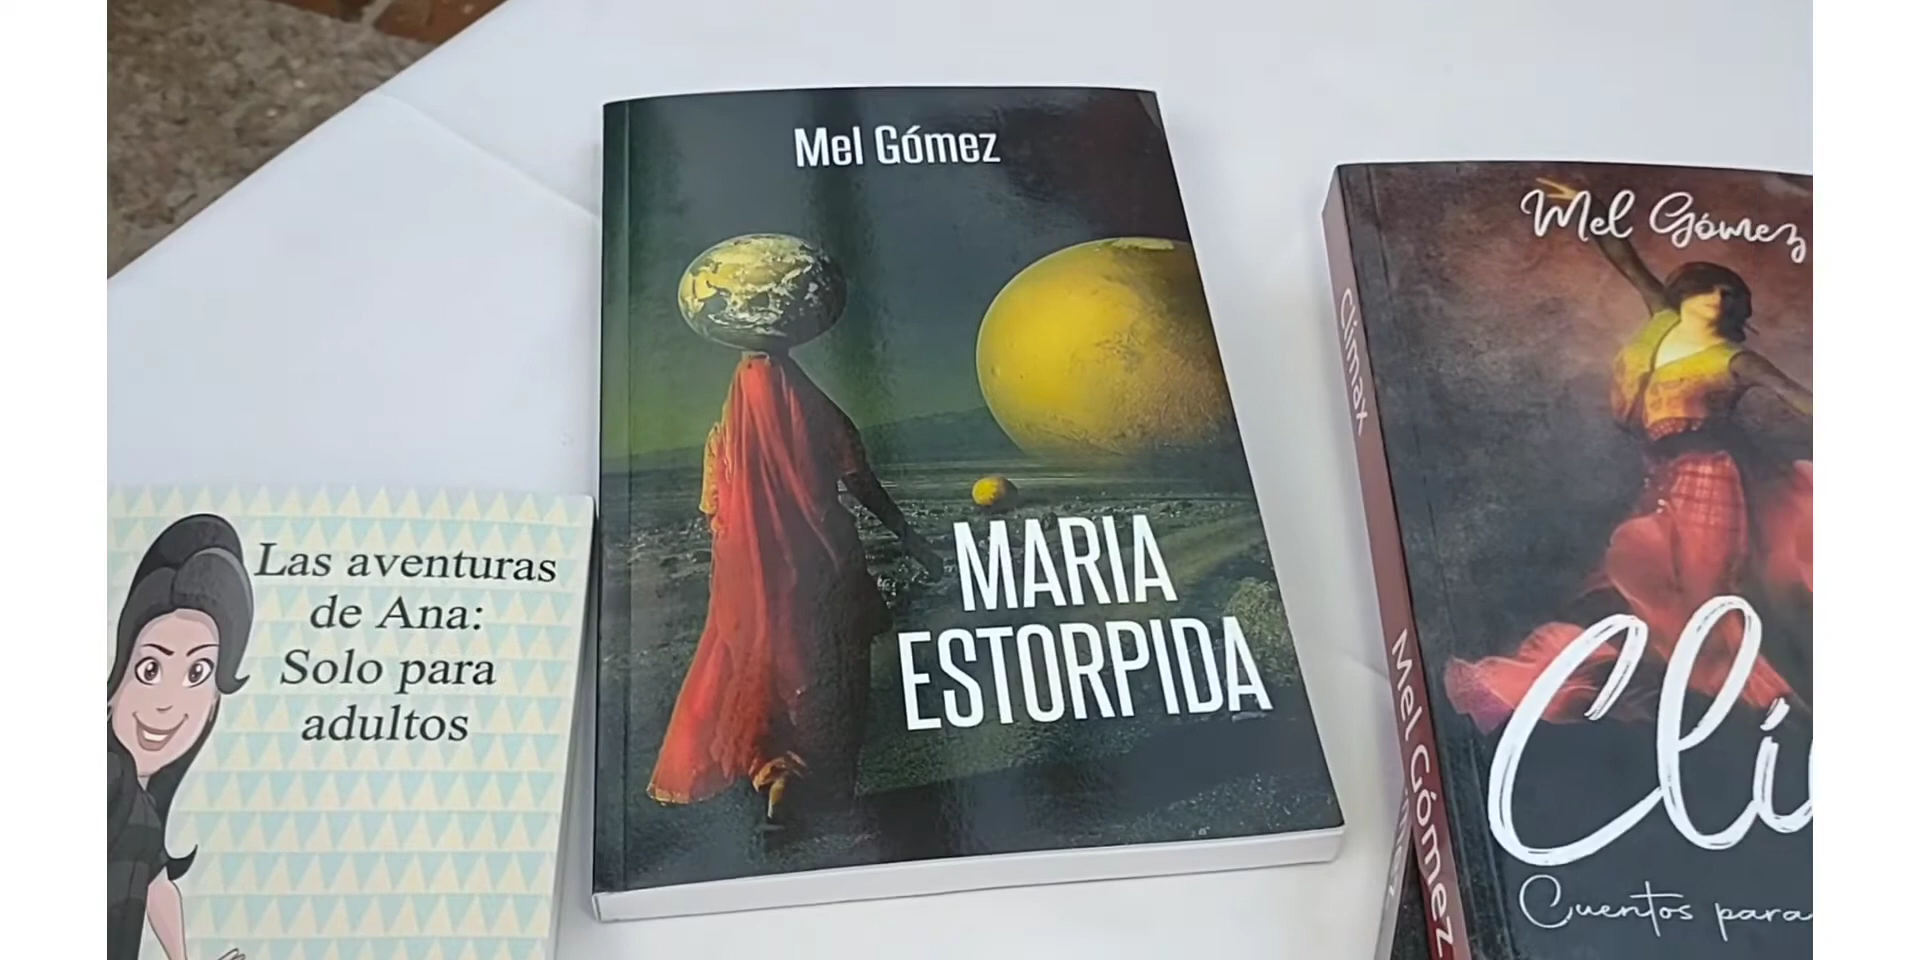 Mel Gómez
MARIA
ESTORPIDA
Las aventuras
de Ana:
Solo para
adultos
Mel Gómez
Clí
Cuentos para
Clímax
Mel Gómez